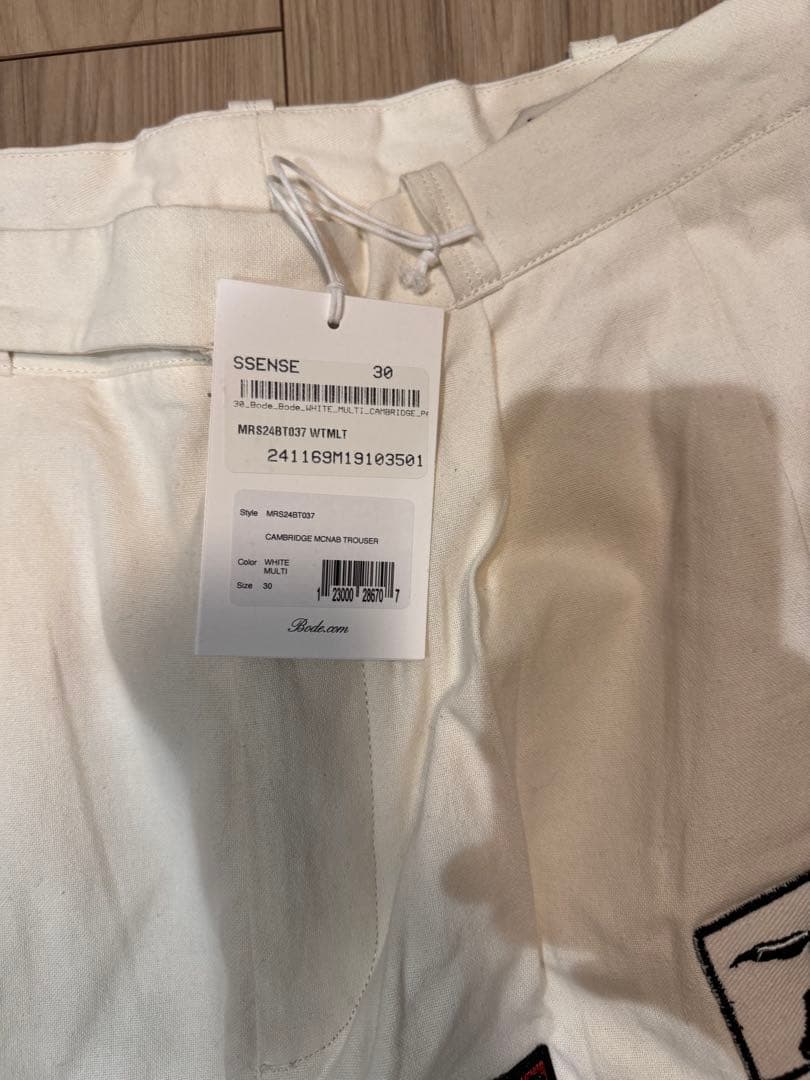 SSENSE 30
30_Bode_Bode_WHITE_MULTI_CAMBRIDGE_P
MRS24BT037 WTMLT
241169M19103501
Style MRS24BT037
CAMBRIDGE MCNAB TROUSER
Color WHITE
MULTI
Size 30
1 23000 28670 7
Bode.com